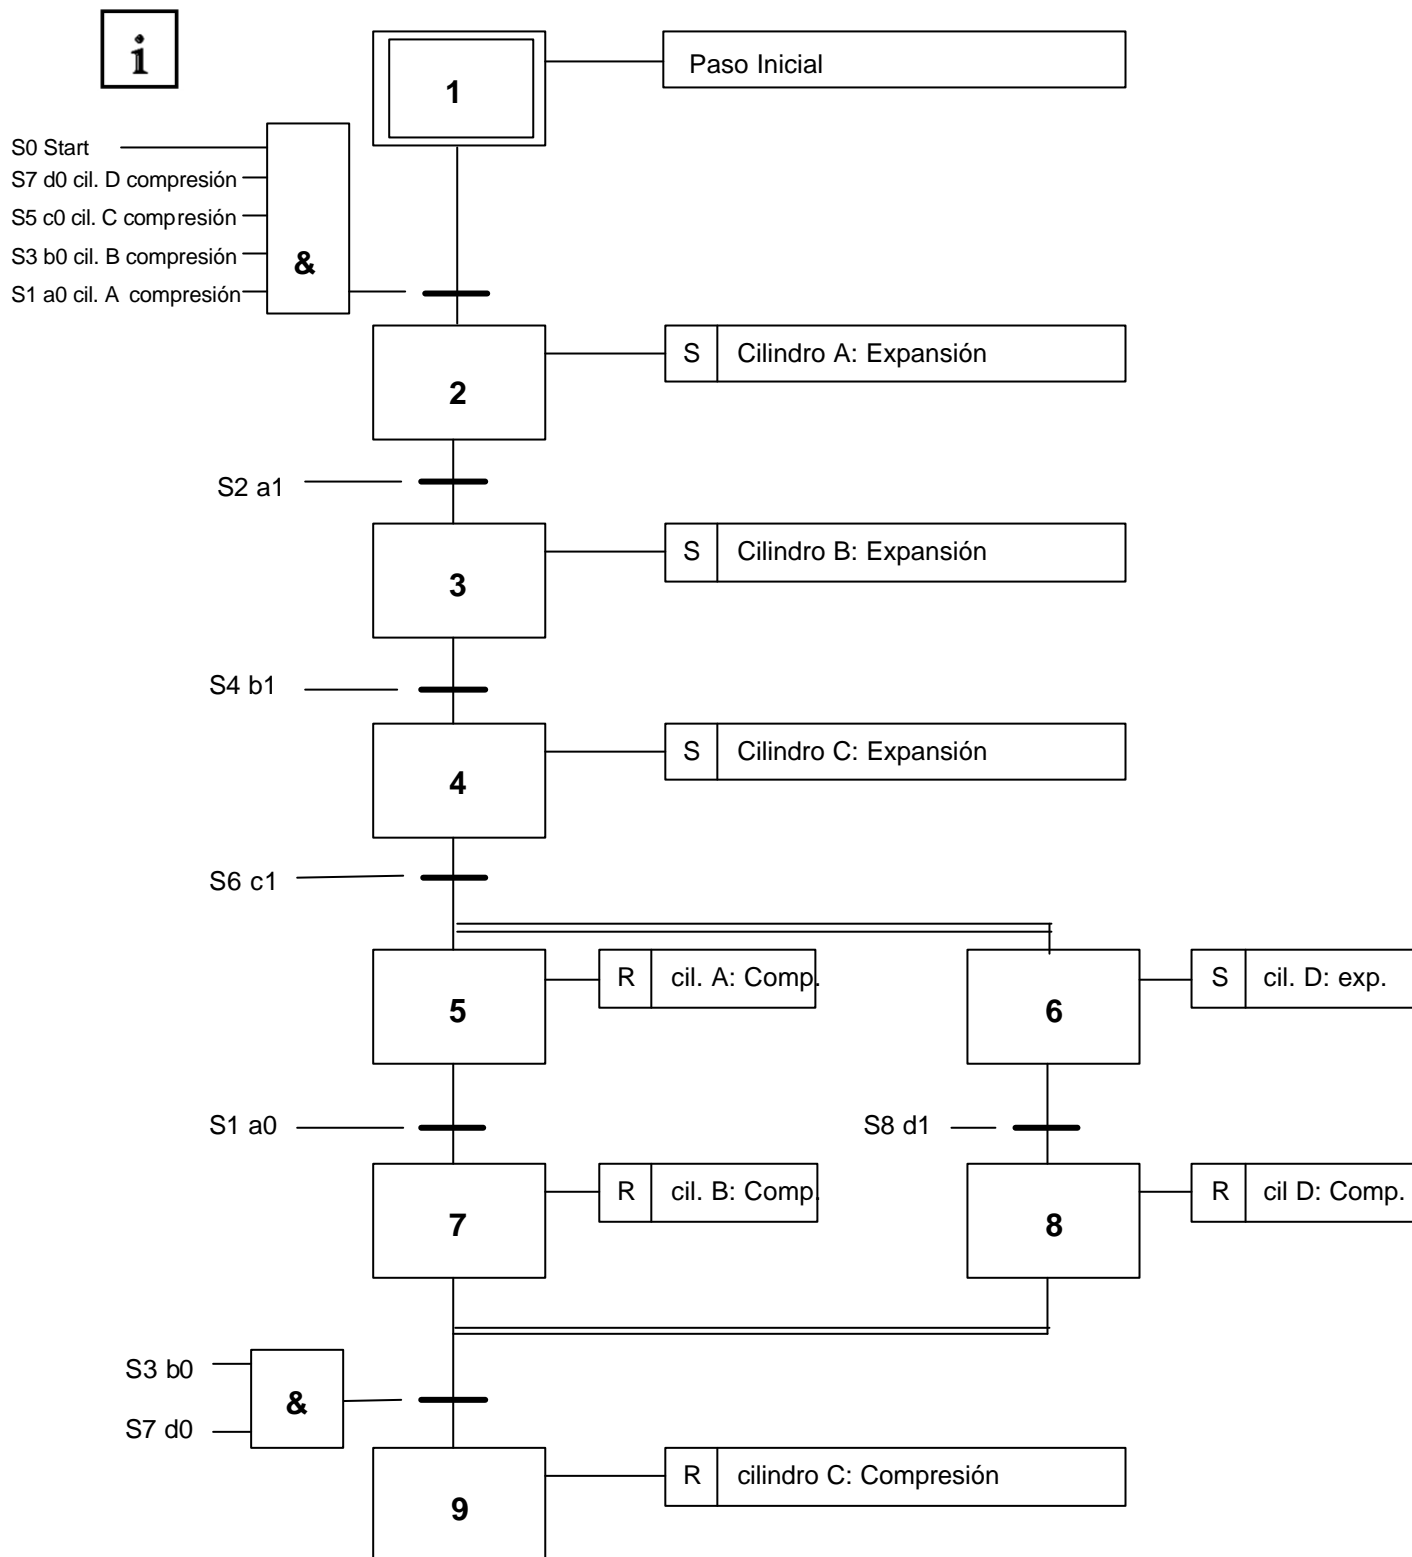 i
1
Paso Inicial
S0 Start
S7 d0 cil. D compresión
S5 c0 cil. C compresión
S3 b0 cil. B compresión
S1 a0 cil. A compresión
&
2
S Cilindro A: Expansión
S2 a1
3
S Cilindro B: Expansión
S4 b1
4
S Cilindro C: Expansión
S6 c1
5
R cil. A: Comp.
6
S cil. D: exp.
S1 a0
S8 d1
7
R cil. B: Comp.
8
R cil D: Comp.
S3 b0
S7 d0
&
9
R cilindro C: Compresión